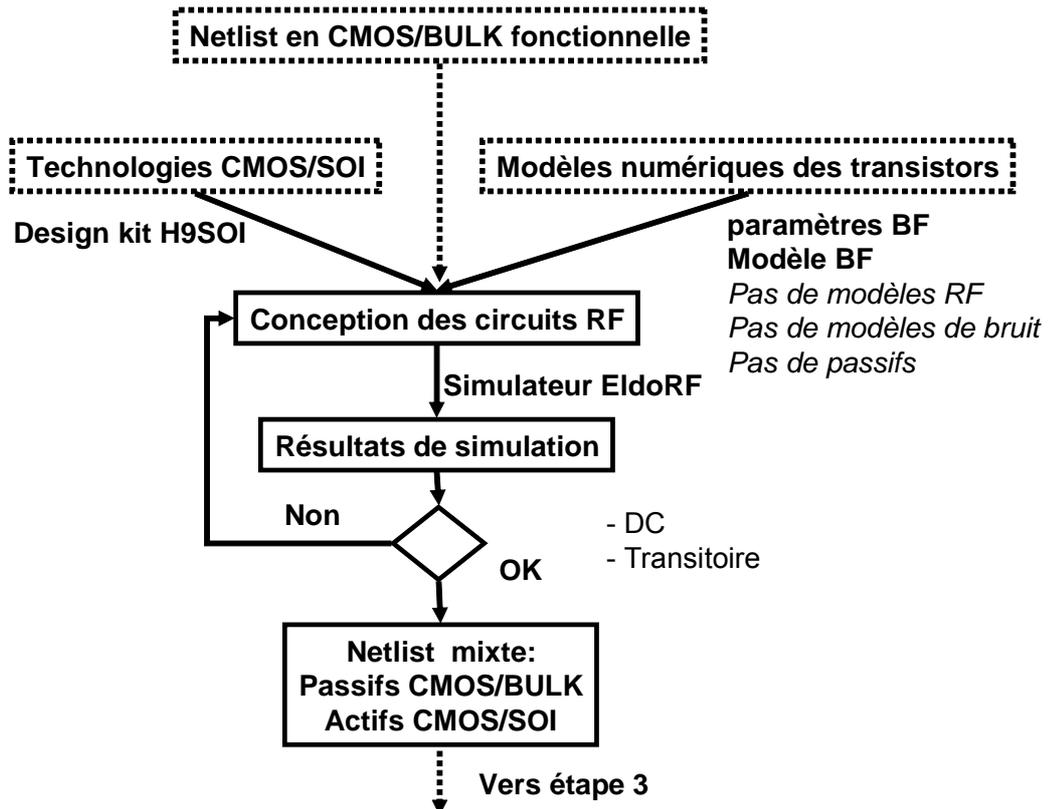 Netlist en CMOS/BULK fonctionnelle
Technologies CMOS/SOI
Modèles numériques des transistors
Design kit H9SOI
paramètres BF
Modèle BF
Pas de modèles RF
Pas de modèles de bruit
Pas de passifs
Conception des circuits RF
Simulateur EldoRF
Résultats de simulation
Non
- DC
- Transitoire
OK
Netlist mixte:
Passifs CMOS/BULK
Actifs CMOS/SOI
Vers étape 3